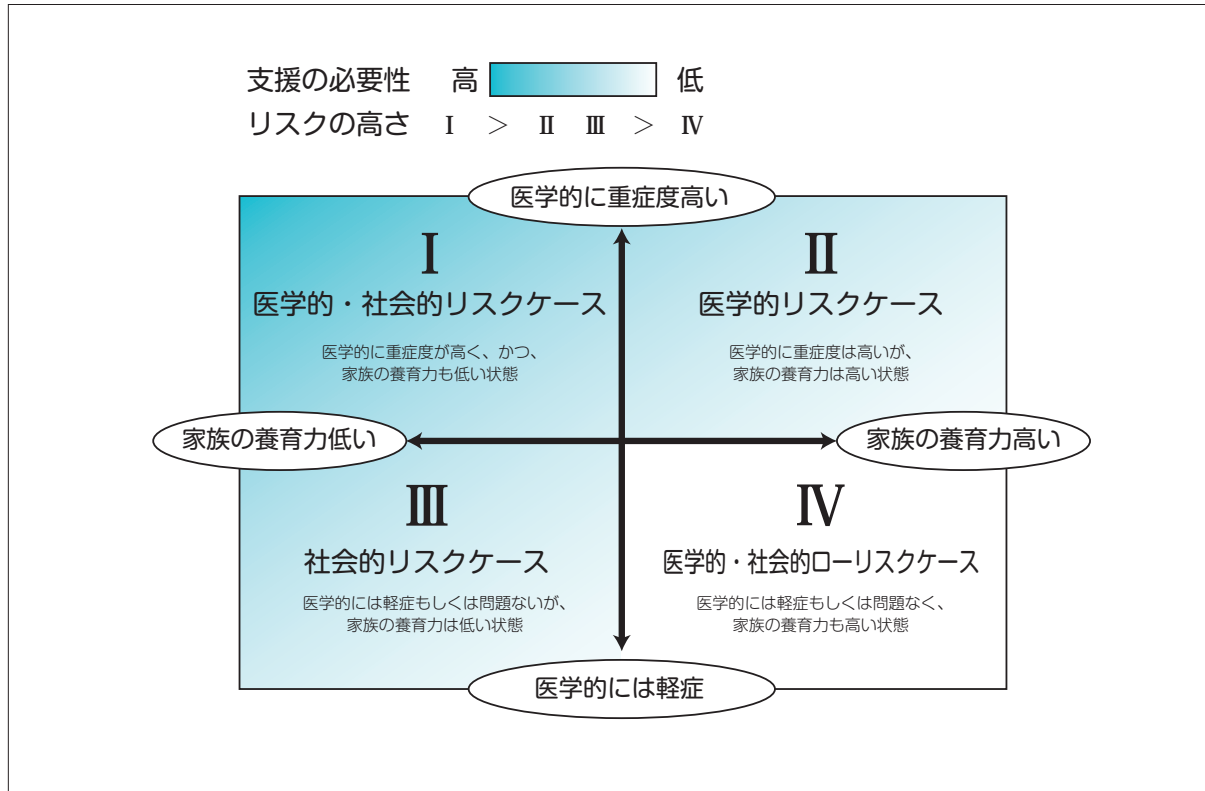 支援の必要性 高 低
リスクの高さ Ⅰ ＞ Ⅱ Ⅲ ＞ Ⅳ
医学的に重症度高い
Ⅰ
医学的・社会的リスクケース
医学的に重症度が高く、かつ、
家族の養育力も低い状態
Ⅱ
医学的リスクケース
医学的に重症度は高いが、
家族の養育力は高い状態
家族の養育力低い
家族の養育力高い
Ⅲ
社会的リスクケース
医学的には軽症もしくは問題ないが、
家族の養育力は低い状態
Ⅳ
医学的・社会的ローリスクケース
医学的には軽症もしくは問題なく、
家族の養育力も高い状態
医学的には軽症